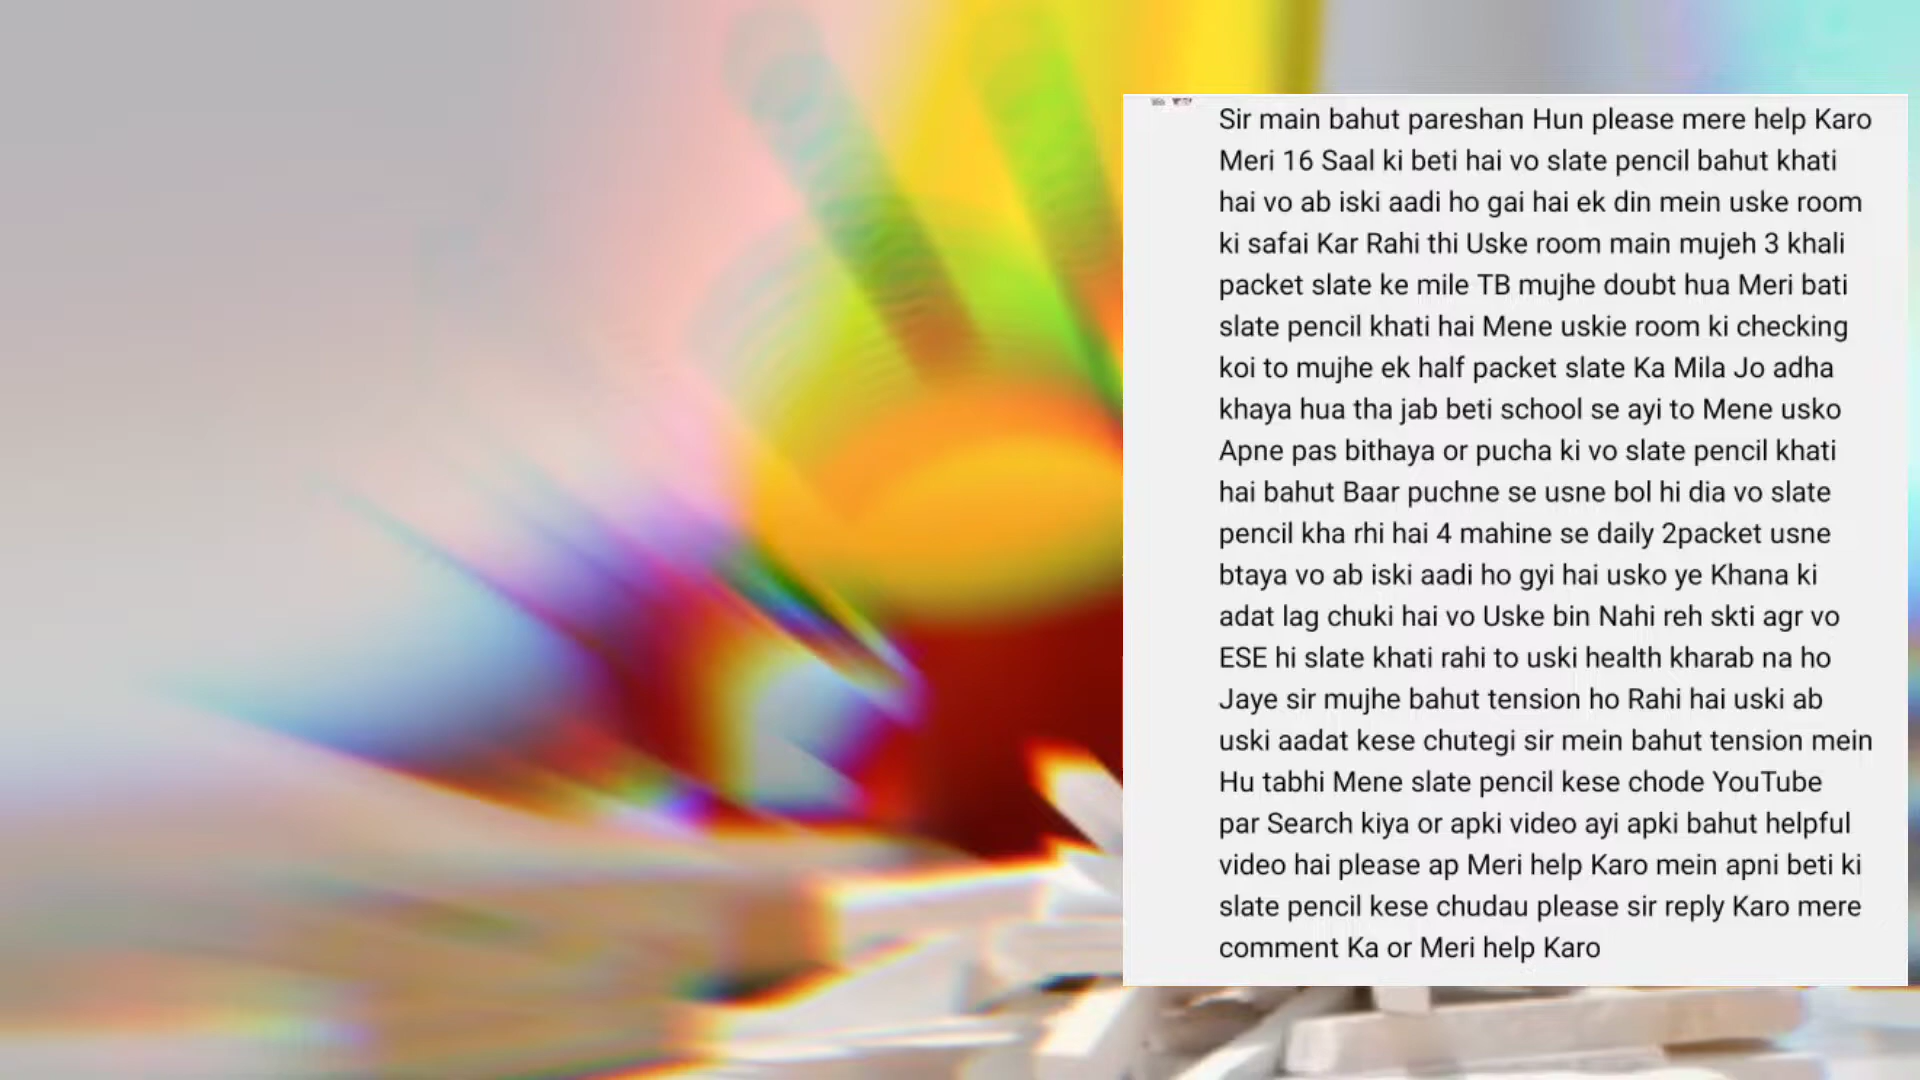 Sir main bahut pareshan Hun please mere help Karo
Meri 16 Saal ki beti hai vo slate pencil bahut khati
hai vo ab iski aadi ho gai hai ek din mein uske room
ki safai Kar Rahi thi Uske room main mujeh 3 khali
packet slate ke mile TB mujhe doubt hua Meri bati
slate pencil khati hai Mene uskie room ki checking
koi to mujhe ek half packet slate Ka Mila Jo adha
khaya hua tha jab beti school se ayi to Mene usko
Apne pas bithaya or pucha ki vo slate pencil khati
hai bahut Baar puchne se usne bol hi dia vo slate
pencil kha rhi hai 4 mahine se daily 2packet usne
btaya vo ab iski aadi ho gyi hai usko ye Khana ki
adat lag chuki hai vo Uske bin Nahi reh skti agr vo
ESE hi slate khati rahi to uski health kharab na ho
Jaye sir mujhe bahut tension ho Rahi hai uski ab
uski aadat kese chutegi sir mein bahut tension mein
Hu tabhi Mene slate pencil kese chode YouTube
par Search kiya or apki video ayi apki bahut helpful
video hai please ap Meri help Karo mein apni beti ki
slate pencil kese chudau please sir reply Karo mere
comment Ka or Meri help Karo